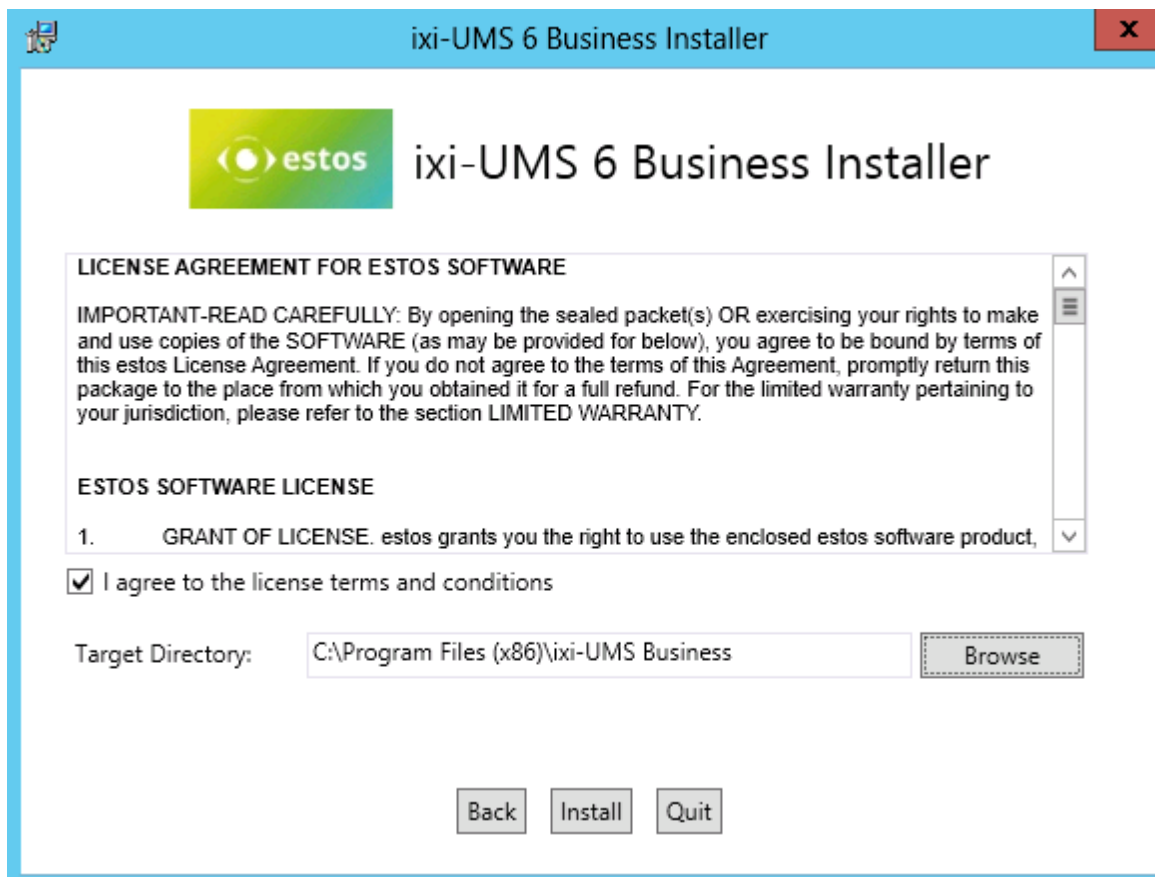 ixi-UMS 6 Business Installer
x
estos ixi-UMS 6 Business Installer
LICENSE AGREEMENT FOR ESTOS SOFTWARE
IMPORTANT-READ CAREFULLY: By opening the sealed packet(s) OR exercising your rights to make
and use copies of the SOFTWARE (as may be provided for below), you agree to be bound by terms of
this estos License Agreement. If you do not agree to the terms of this Agreement, promptly return this
package to the place from which you obtained it for a full refund. For the limited warranty pertaining to
your jurisdiction, please refer to the section LIMITED WARRANTY.
ESTOS SOFTWARE LICENSE
1. GRANT OF LICENSE. estos grants you the right to use the enclosed estos software product,
I agree to the license terms and conditions
Target Directory: C:\Program Files (x86)\ixi-UMS Business Browse
Back Install Quit